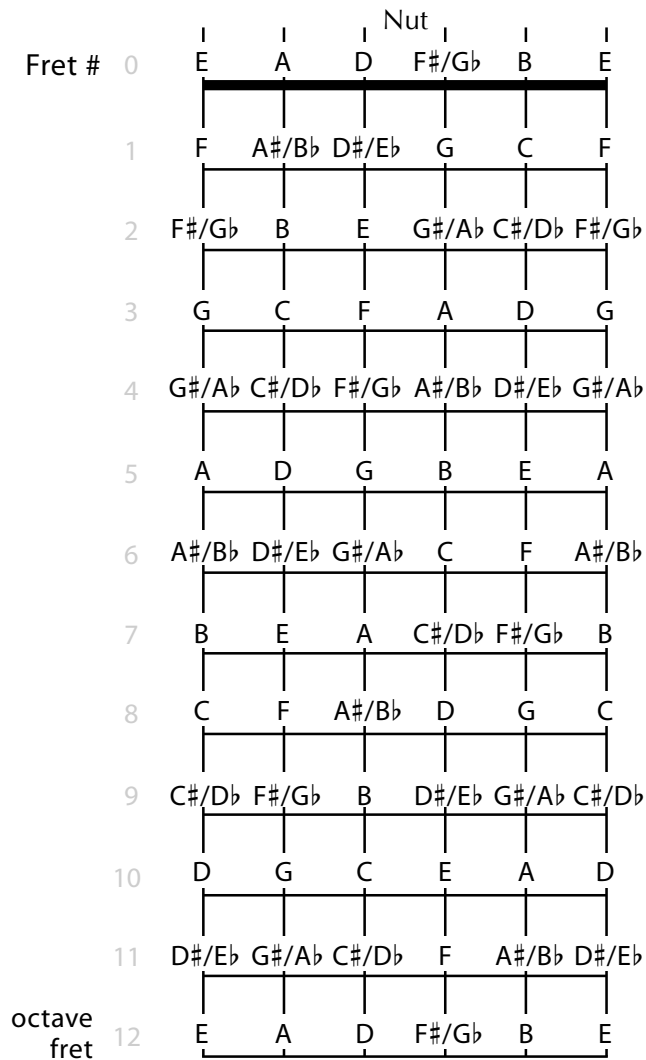 Nut
Fret # 0 E A D F♯/G♭ B E
1 F A♯/B♭ D♯/E♭ G C F
2 F♯/G♭ B E G♯/A♭ C♯/D♭ F♯/G♭
3 G C F A D G
4 G♯/A♭ C♯/D♭ F♯/G♭ A♯/B♭ D♯/E♭ G♯/A♭
5 A D G B E A
6 A♯/B♭ D♯/E♭ G♯/A♭ C F A♯/B♭
7 B E A C♯/D♭ F♯/G♭ B
8 C F A♯/B♭ D G C
9 C♯/D♭ F♯/G♭ B D♯/E♭ G♯/A♭ C♯/D♭
10 D G C E A D
11 D♯/E♭ G♯/A♭ C♯/D♭ F A♯/B♭ D♯/E♭
octave
fret 12 E A D F♯/G♭ B E